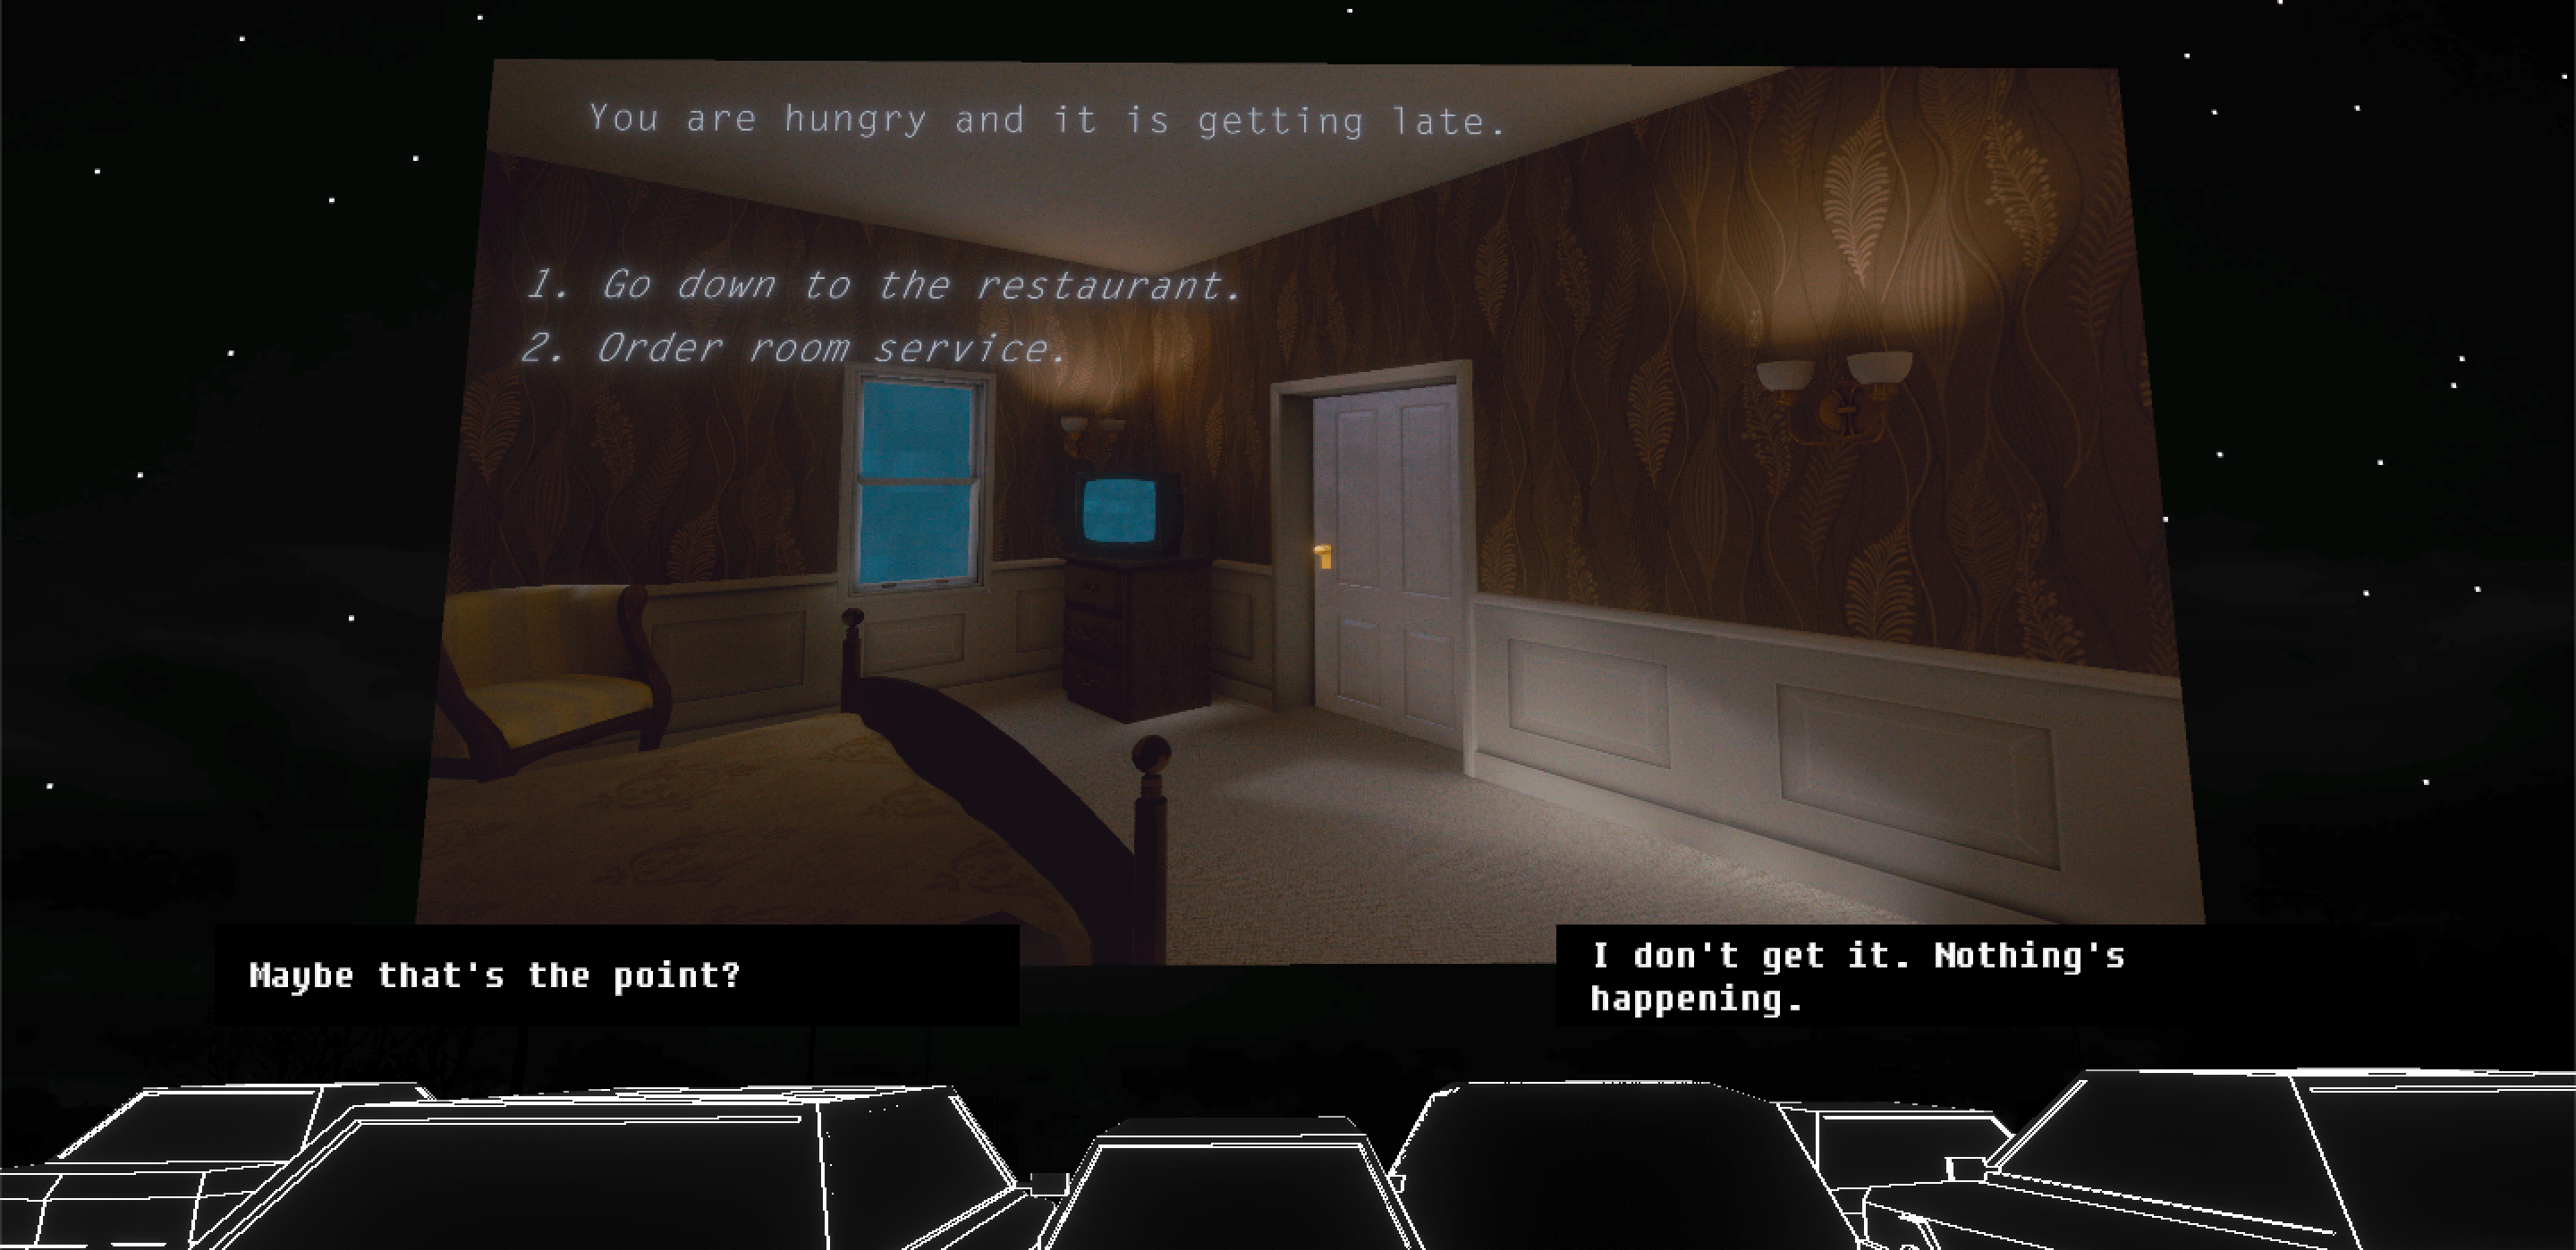 You are hungry and it is getting late.
1. Go down to the restaurant.
2. Order room service.
Maybe that's the point?
I don't get it. Nothing's
happening.